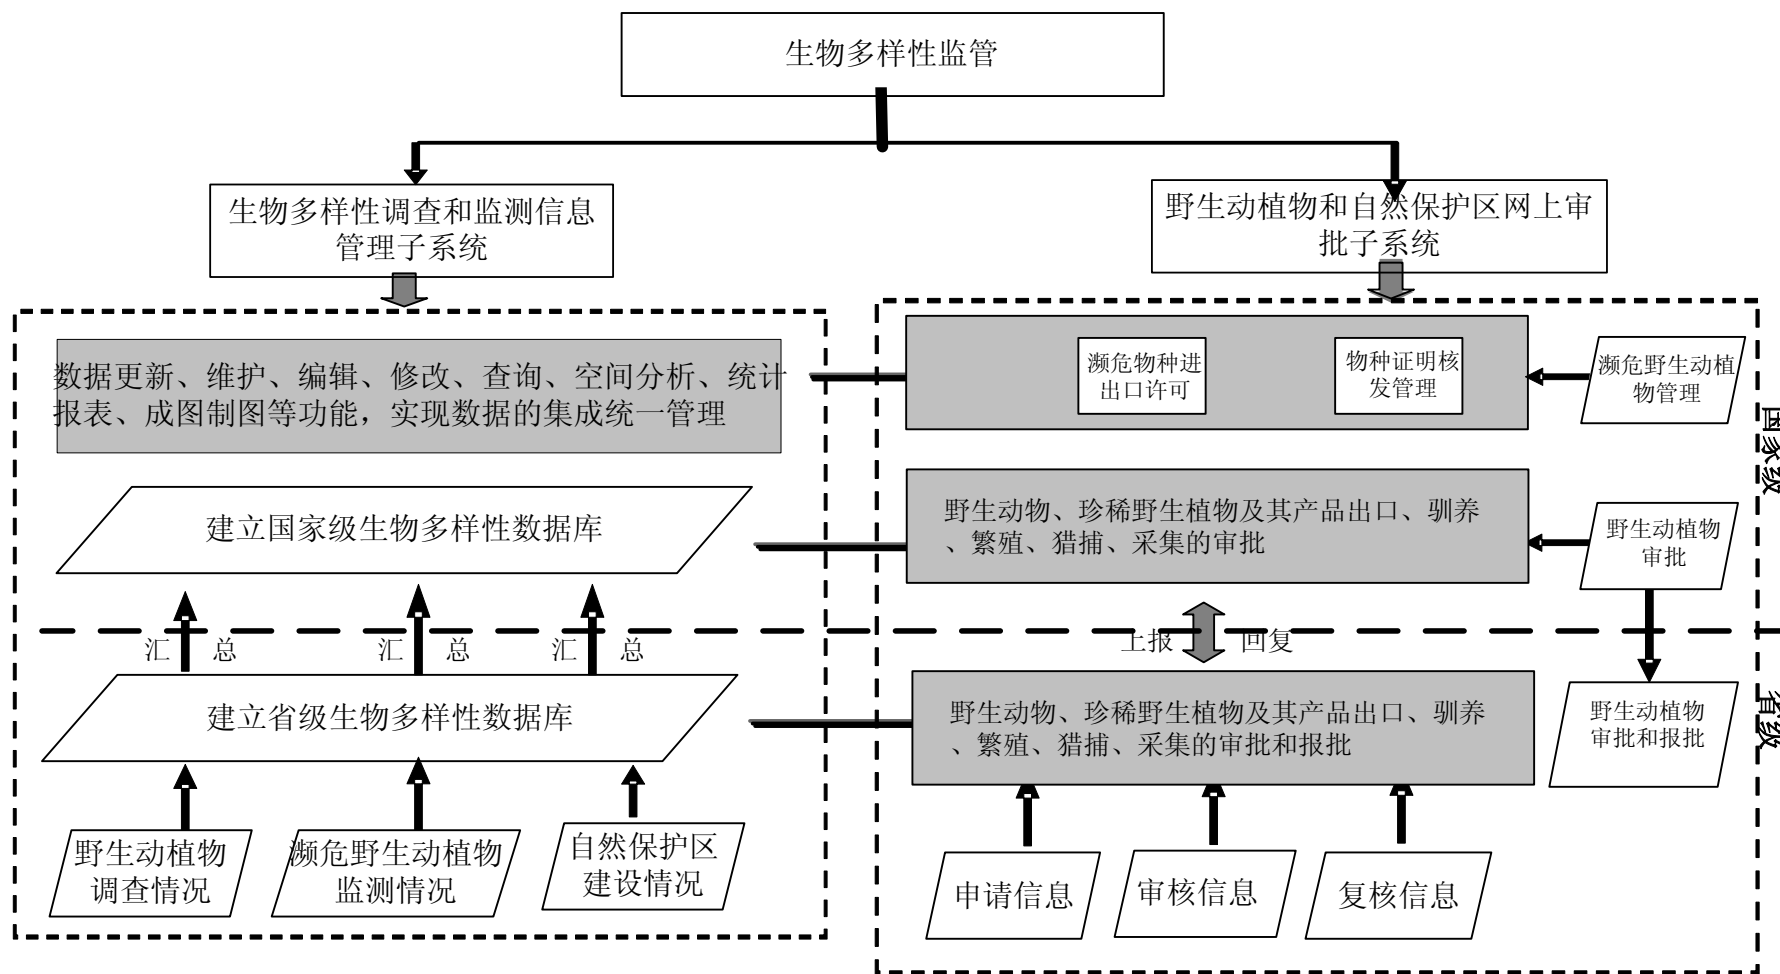 生物多样性监管
生物多样性调查和监测信息
管理子系统
野生动植物和自然保护区网上审
批子系统
数据更新、维护、编辑、修改、查询、空间分析、统计
报表、成图制图等功能，实现数据的集成统一管理
濒危物种进
出口许可
物种证明核
发管理
濒危野生动植
物管理
国家级
建立国家级生物多样性数据库
野生动物、珍稀野生植物及其产品出口、驯养
、繁殖、猎捕、采集的审批
野生动植物
审批
汇 总
汇 总
汇 总
上报 回复
建立省级生物多样性数据库
野生动物、珍稀野生植物及其产品出口、驯养
、繁殖、猎捕、采集的审批和报批
野生动植物
审批和报批
省级
野生动植物
调查情况
濒危野生动植物
监测情况
自然保护区
建设情况
申请信息
审核信息
复核信息